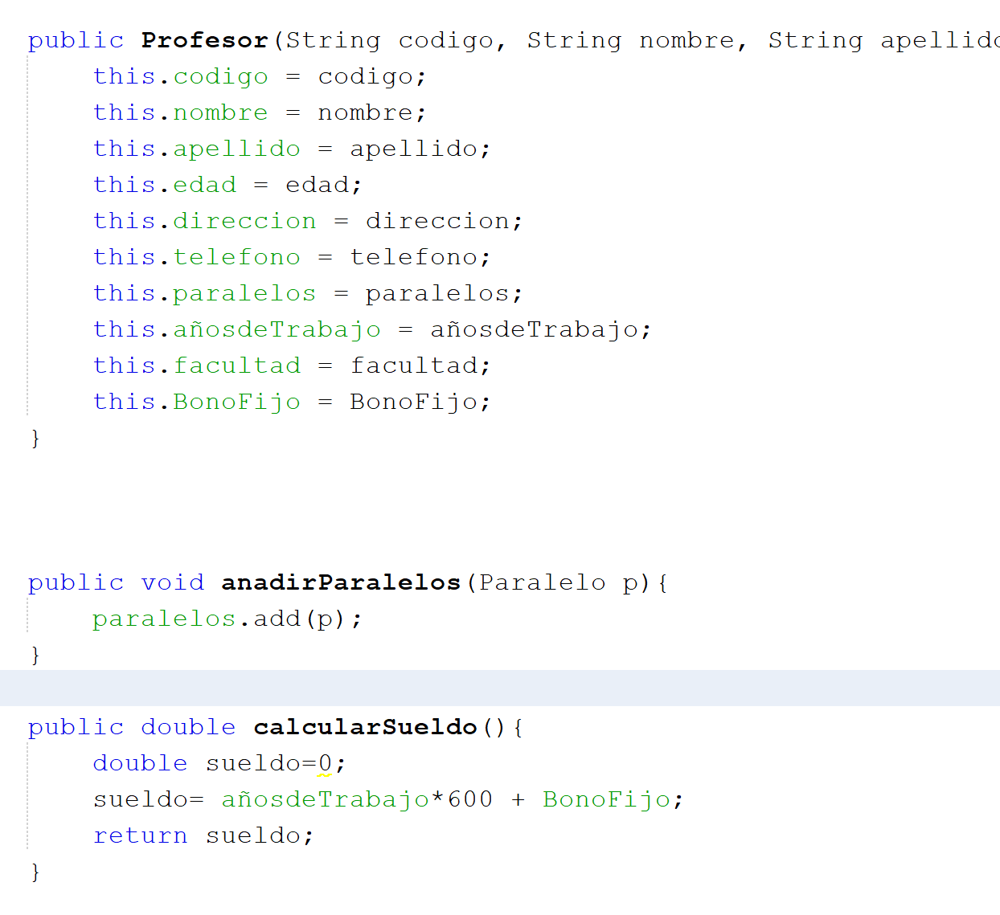 public Profesor(String codigo, String nombre, String apellido
this.codigo = codigo;
this.nombre = nombre;
this.apellido = apellido;
this.edad = edad;
this.direccion = direccion;
this.telefono = telefono;
this.paralelos = paralelos;
this.añosdeTrabajo = añosdeTrabajo;
this.facultad = facultad;
this.BonoFijo = BonoFijo;
}
public void anadirParalelos(Paralelo p){
paralelos.add(p);
}
public double calcularSueldo(){
double sueldo=0;
sueldo= añosdeTrabajo*600 + BonoFijo;
return sueldo;
}